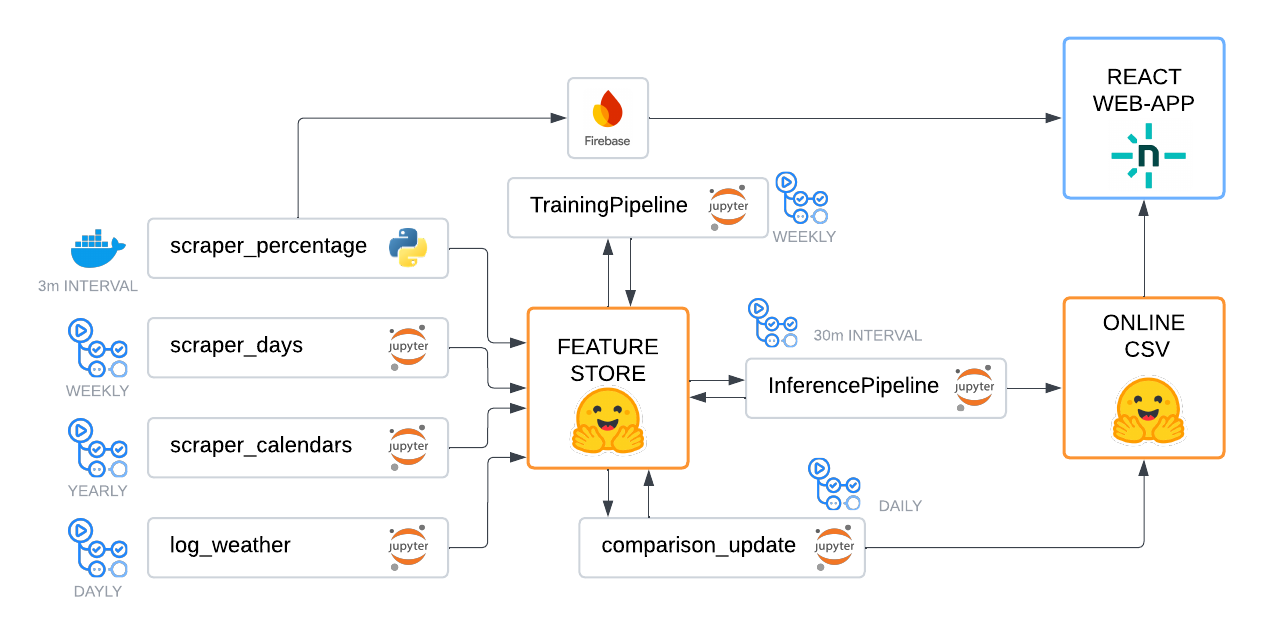 REACT
WEB-APP
n
Firebase
TrainingPipeline
jupyter
WEEKLY
scraper_percentage
3m INTERVAL
scraper_days
jupyter
WEEKLY
FEATURE
STORE
30m INTERVAL
InferencePipeline
jupyter
ONLINE
CSV
scraper_calendars
jupyter
YEARLY
DAILY
log_weather
jupyter
DAYLY
comparison_update
jupyter